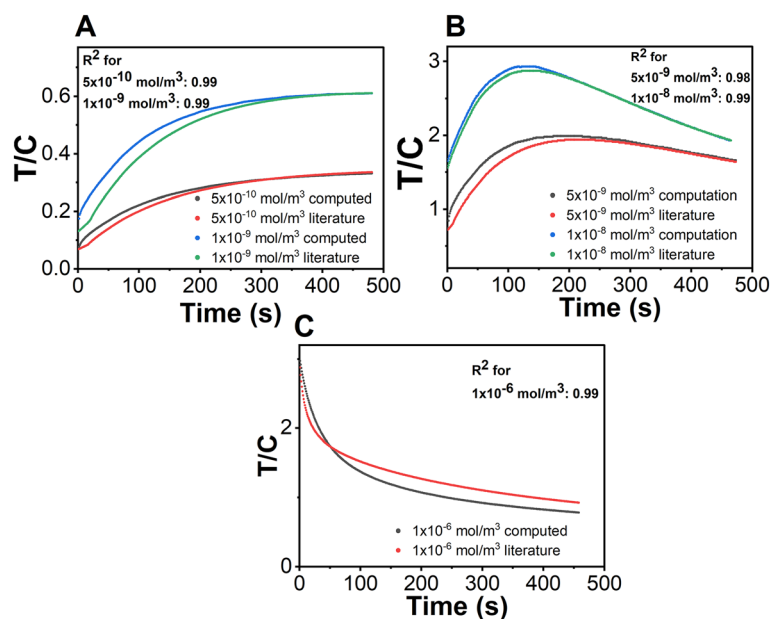 A
R² for
5x10⁻¹⁰ mol/m³: 0.99
1x10⁻⁹ mol/m³: 0.99
T/C
0.6
0.4
0.2
0.0
5x10⁻¹⁰ mol/m³ computed
5x10⁻¹⁰ mol/m³ literature
1x10⁻⁹ mol/m³ computed
1x10⁻⁹ mol/m³ literature
0 100 200 300 400 500
Time (s)
B
R² for
5x10⁻⁹ mol/m³: 0.98
1x10⁻⁸ mol/m³: 0.99
T/C
3
2
1
5x10⁻⁹ mol/m³ computation
5x10⁻⁹ mol/m³ literature
1x10⁻⁸ mol/m³ computation
1x10⁻⁸ mol/m³ literature
0 100 200 300 400 500
Time (s)
C
R² for
1x10⁻⁶ mol/m³: 0.99
T/C
2
0
1x10⁻⁶ mol/m³ computed
1x10⁻⁶ mol/m³ literature
0 100 200 300 400 500
Time (s)